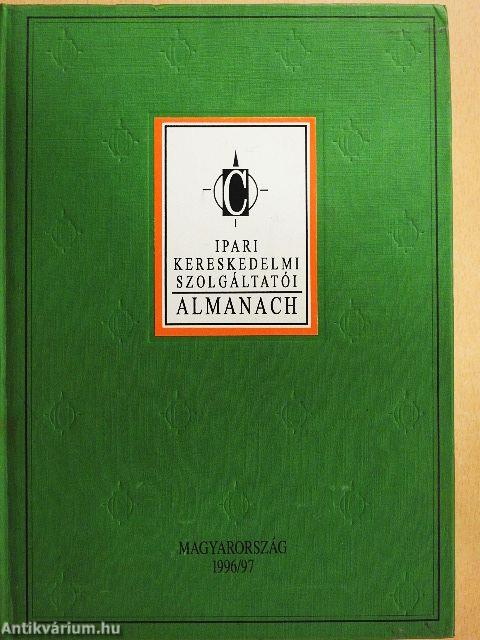 C
IPARI
KERESKEDELMI
SZOLGÁLTATÓI
ALMANACH
MAGYARORSZÁG
1996/97
Antikvárium.hu